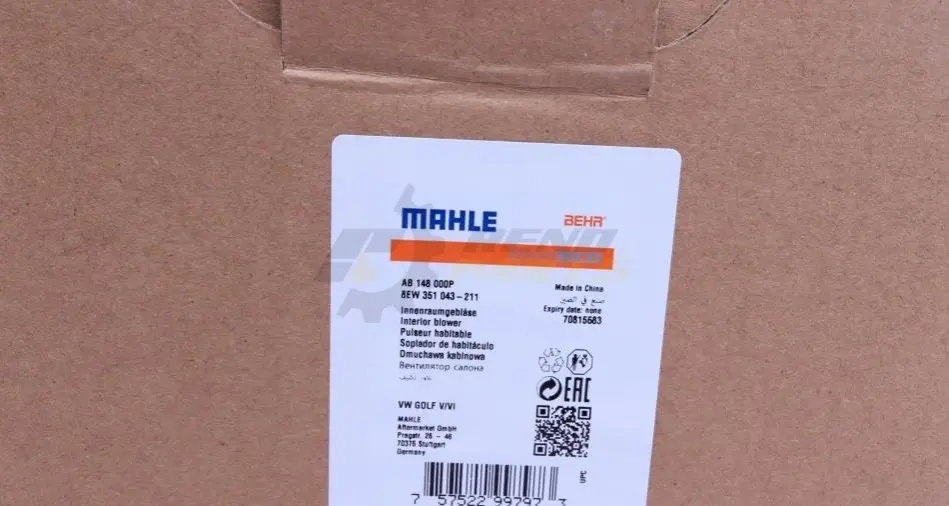 MAHLE
BEHR
AB 148 000P
8EW 351 043-211
Made in China
صنع في الصين
Expiry date: none
70815583
Innenraumgebläse
Interior blower
Pulseur habitable
Soplador de habitáculo
Dmuchawa kabinowa
Вентилятор салона
VW GOLF V/VI
MAHLE
Aftermarket GmbH
Pragstr. 26 - 46
70376 Stuttgart
Germany
EAC
UPC
7 57522 99797 3